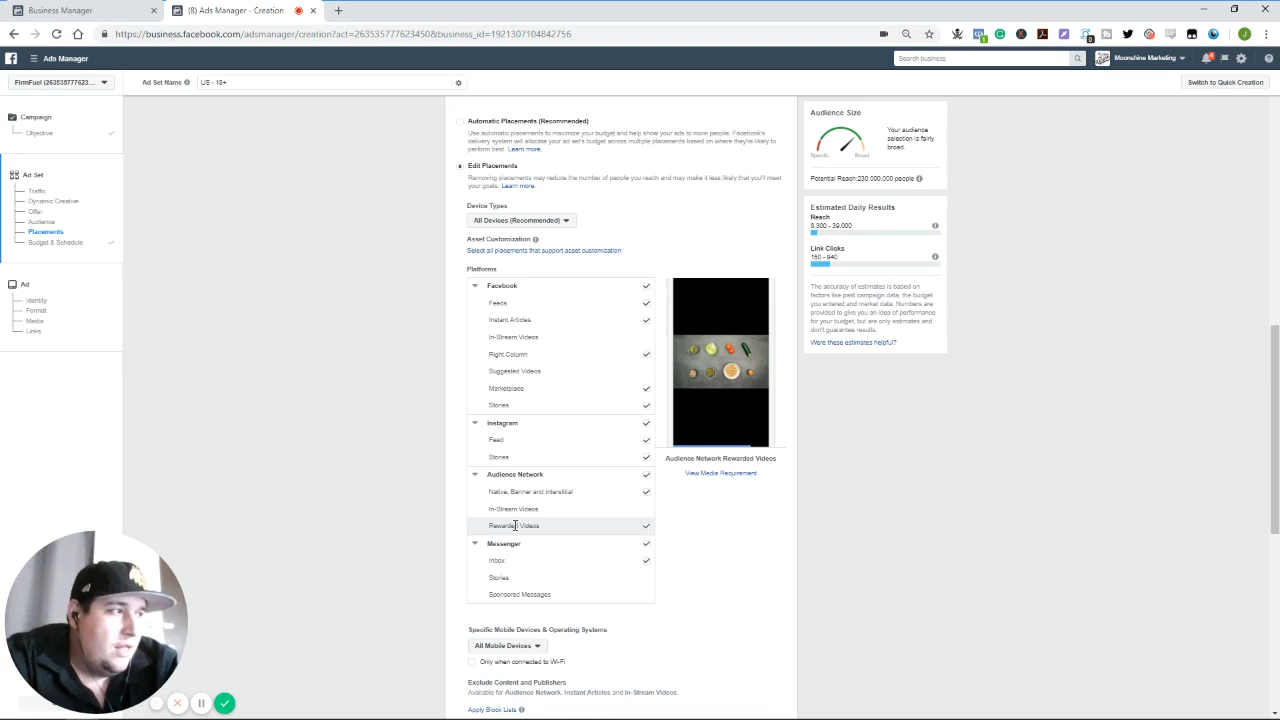 Business Manager
(8) Ads Manager - Creation
https://business.facebook.com/adsmanager/creation?act=263535777623450&business_id=1921307104842756
Ads Manager
Search business
Moonshine Marketing
FirmFuel (263535777623...
Ad Set Name
US - 18+
Switch to Quick Creation
Campaign
Objective
Ad Set
Traffic
Dynamic Creative
Offer
Audience
Placements
Budget & Schedule
Ad
Identity
Format
Media
Links
Automatic Placements (Recommended)
Use automatic placements to maximize your budget and help show your ads to more people. Facebook's
delivery system will allocate your ad set's budget across multiple placements based on where they're likely to
perform best. Learn more.
Edit Placements
Removing placements may reduce the number of people you reach and may make it less likely that you'll meet
your goals. Learn more.
Device Types
All Devices (Recommended)
Asset Customization
Select all placements that support asset customization
Platforms
Facebook
Feeds
Instant Articles
In-Stream Videos
Right Column
Suggested Videos
Marketplace
Stories
Instagram
Feed
Stories
Audience Network
Native, Banner and Interstitial
In-Stream Videos
Rewarded Videos
Messenger
Inbox
Stories
Sponsored Messages
Audience Network Rewarded Videos
View Media Requirement
Specific Mobile Devices & Operating Systems
All Mobile Devices
Only when connected to Wi-Fi
Exclude Content and Publishers
Available for Audience Network, Instant Articles and In-Stream Videos.
Apply Block Lists
Audience Size
Specific
Broad
Your audience
selection is fairly
broad.
Potential Reach:230,000,000 people
Estimated Daily Results
Reach
6,300 - 39,000
Link Clicks
150 - 940
The accuracy of estimates is based on
factors like past campaign data, the budget
you entered and market data. Numbers are
provided to give you an idea of performance
for your budget, but are only estimates and
don't guarantee results.
Were these estimates helpful?